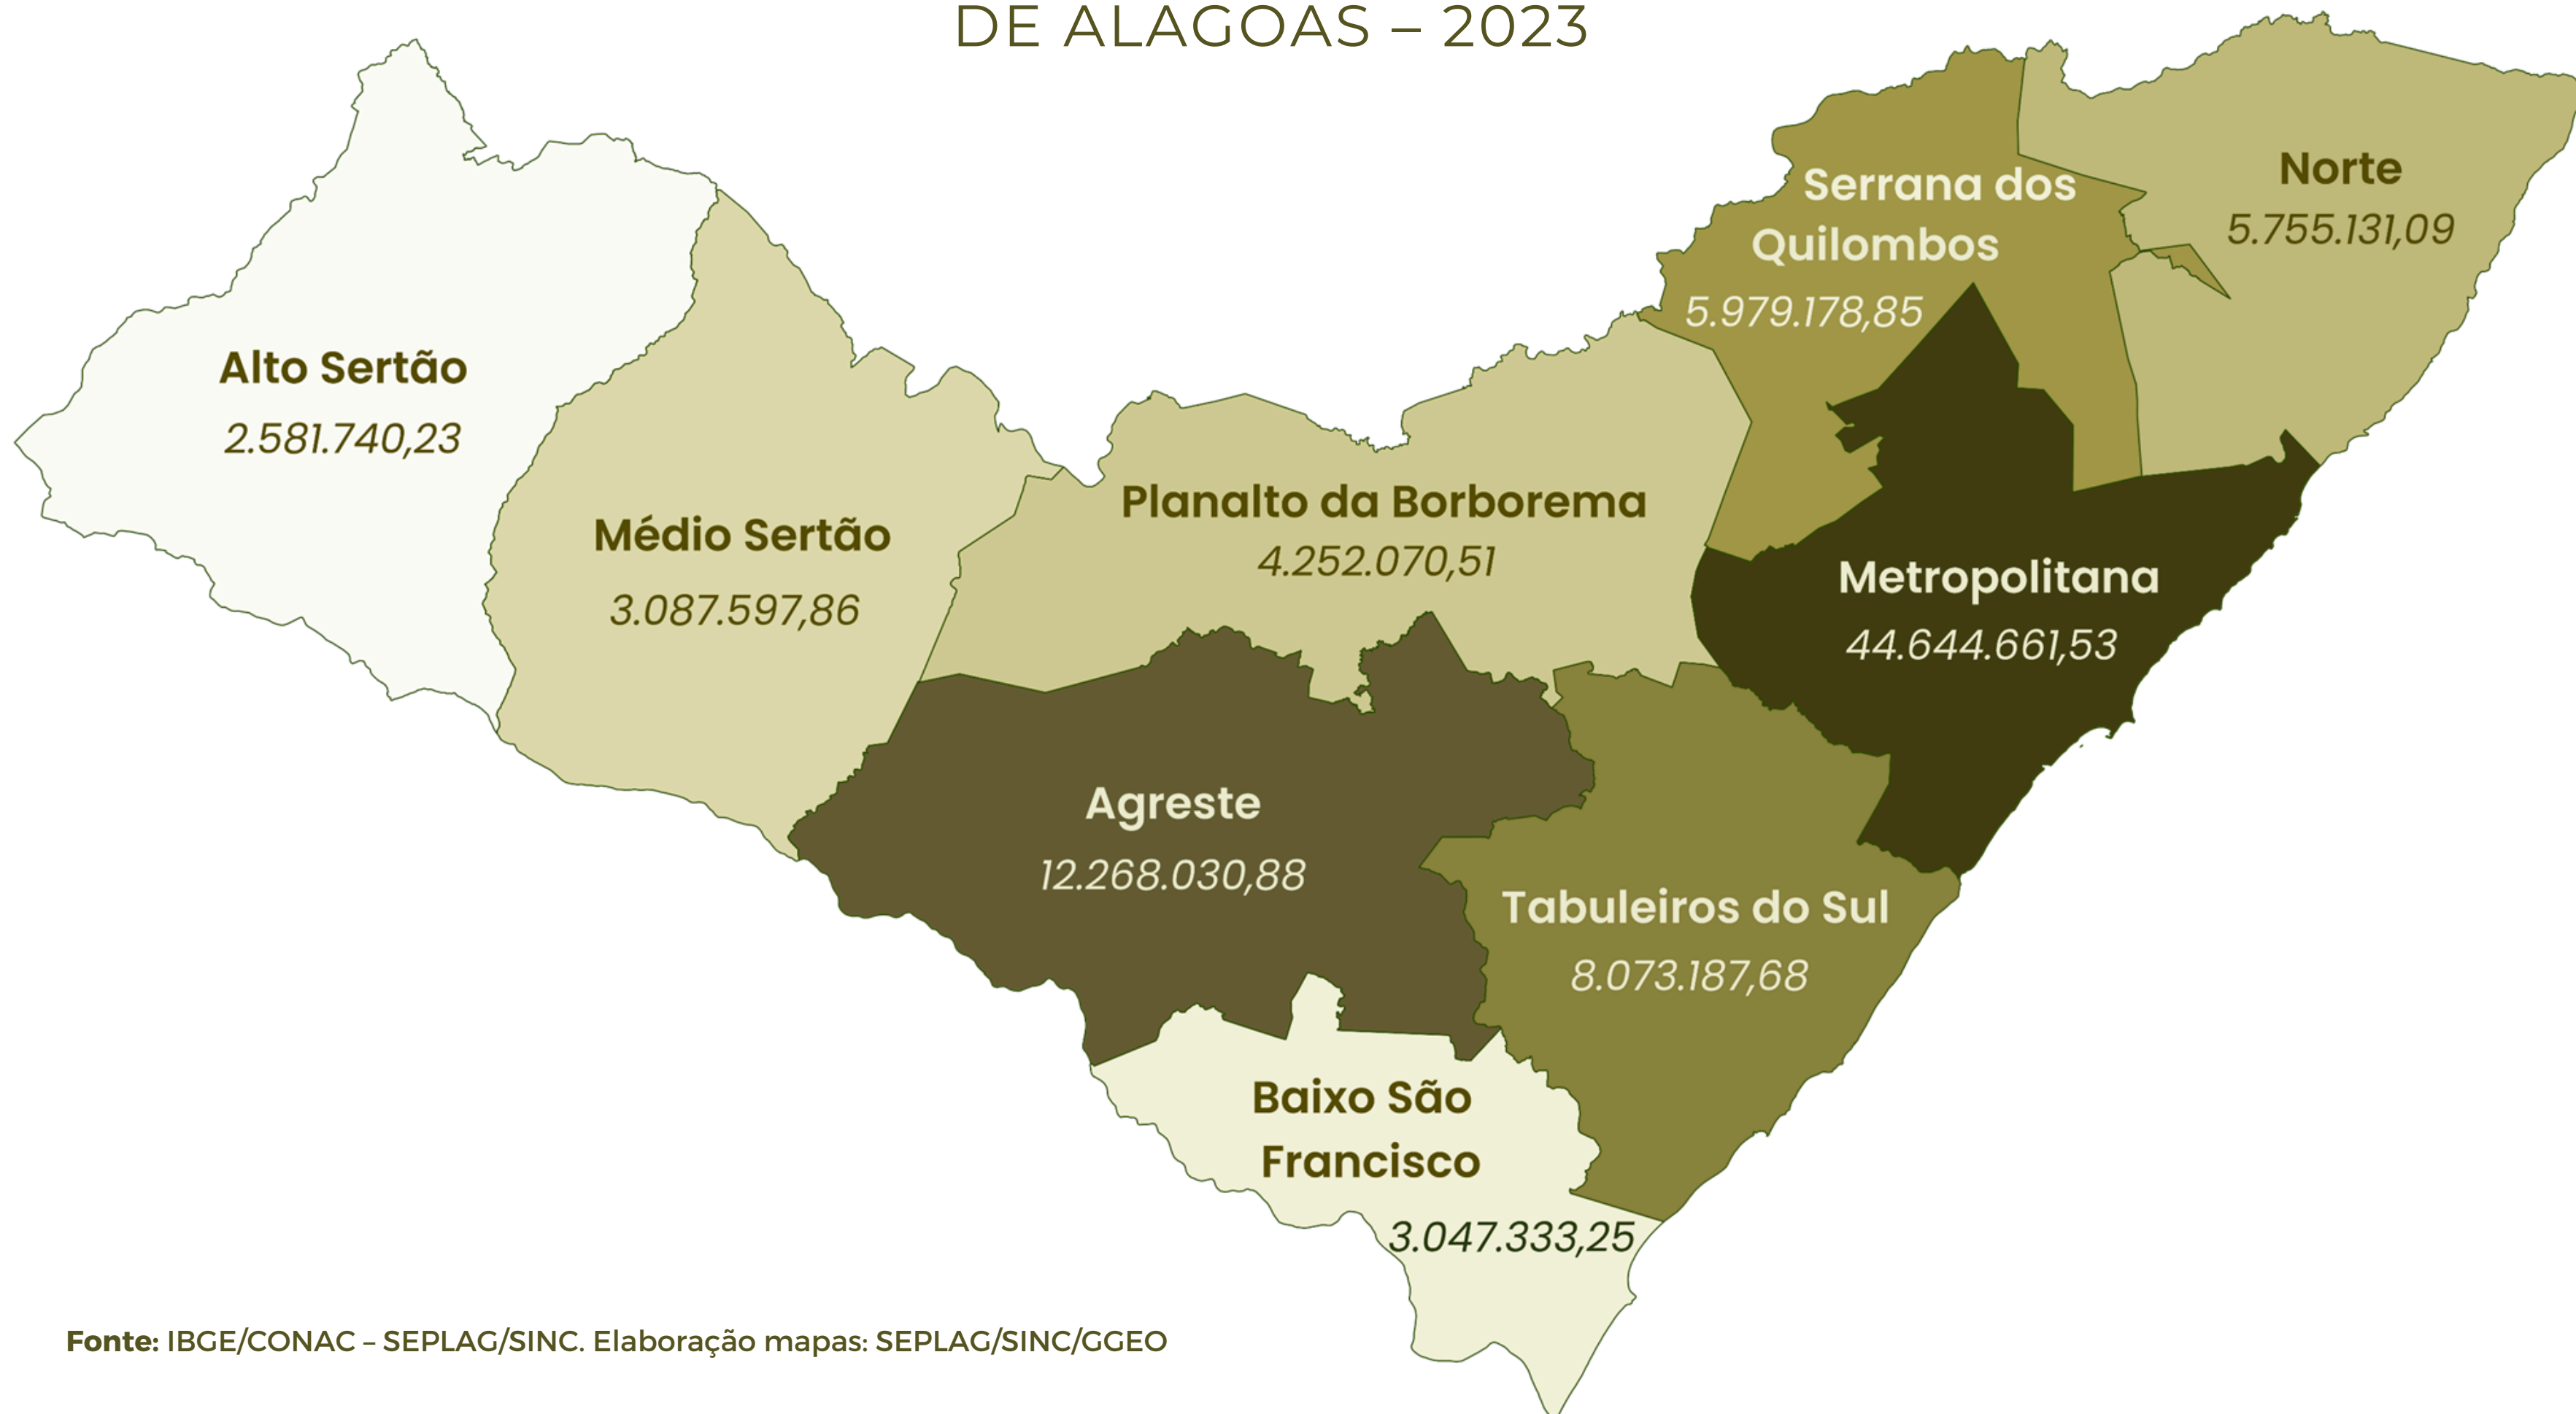 DE ALAGOAS – 2023
Serrana dos
Quilombos
5.979.178,85
Norte
5.755.131,09
Alto Sertão
2.581.740,23
Médio Sertão
3.087.597,86
Planalto da Borborema
4.252.070,51
Metropolitana
44.644.661,53
Agreste
12.268.030,88
Tabuleiros do Sul
8.073.187,68
Baixo São
Francisco
3.047.333,25
Fonte: IBGE/CONAC – SEPLAG/SINC. Elaboração mapas: SEPLAG/SINC/GGEO